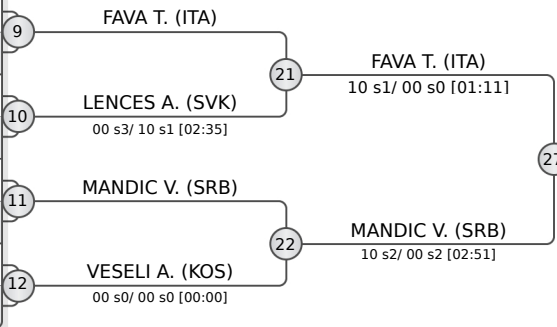 FAVA T. (ITA)
9
FAVA T. (ITA)
21
10 s1/ 00 s0 [01:11]
LENCES A. (SVK)
10
00 s3/ 10 s1 [02:35]
27
MANDIC V. (SRB)
11
MANDIC V. (SRB)
22
10 s2/ 00 s2 [02:51]
VESELI A. (KOS)
12
00 s0/ 00 s0 [00:00]